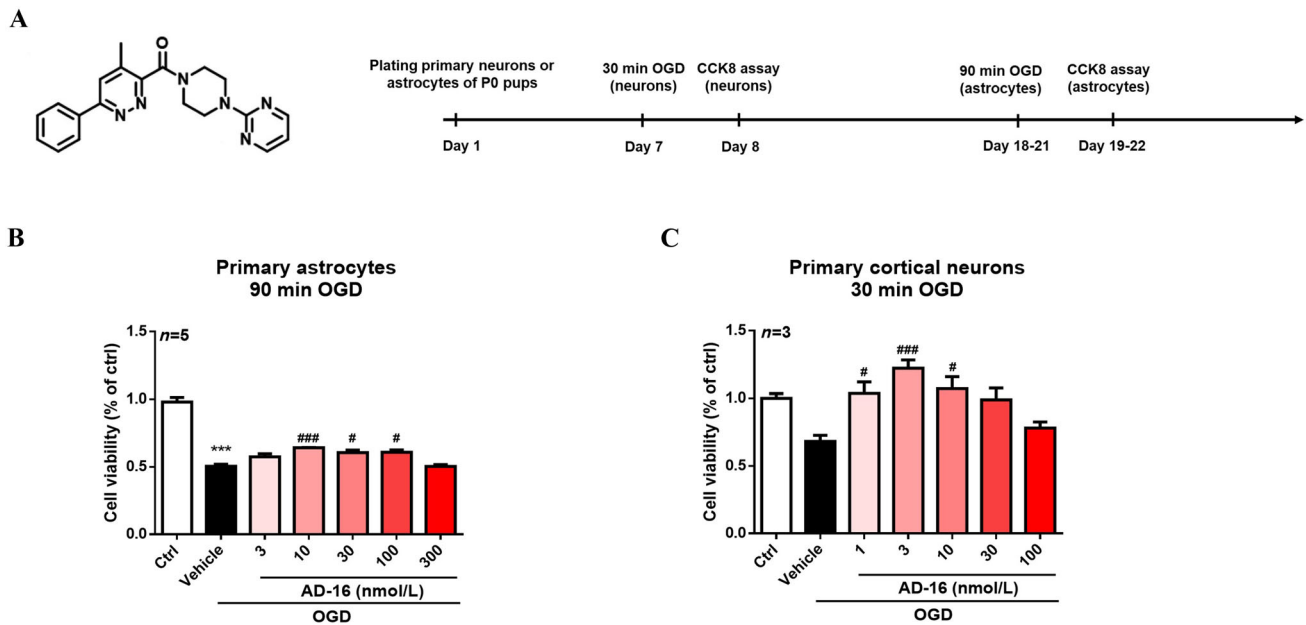 A
O
N
N
N
N
N
N
Plating primary neurons or
astrocytes of P0 pups
30 min OGD
(neurons)
CCK8 assay
(neurons)
90 min OGD
(astrocytes)
CCK8 assay
(astrocytes)
Day 1
Day 7
Day 8
Day 18-21
Day 19-22
B
Primary astrocytes
90 min OGD
Cell viability (% of ctrl)
1.5
1.0
0.5
0.0
n=5
***
###
#
#
Ctrl
Vehicle
3
10
30
100
300
AD-16 (nmol/L)
OGD
C
Primary cortical neurons
30 min OGD
Cell viability (% of ctrl)
1.5
1.0
0.5
0.0
n=3
#
###
#
Ctrl
Vehicle
1
3
10
30
100
AD-16 (nmol/L)
OGD